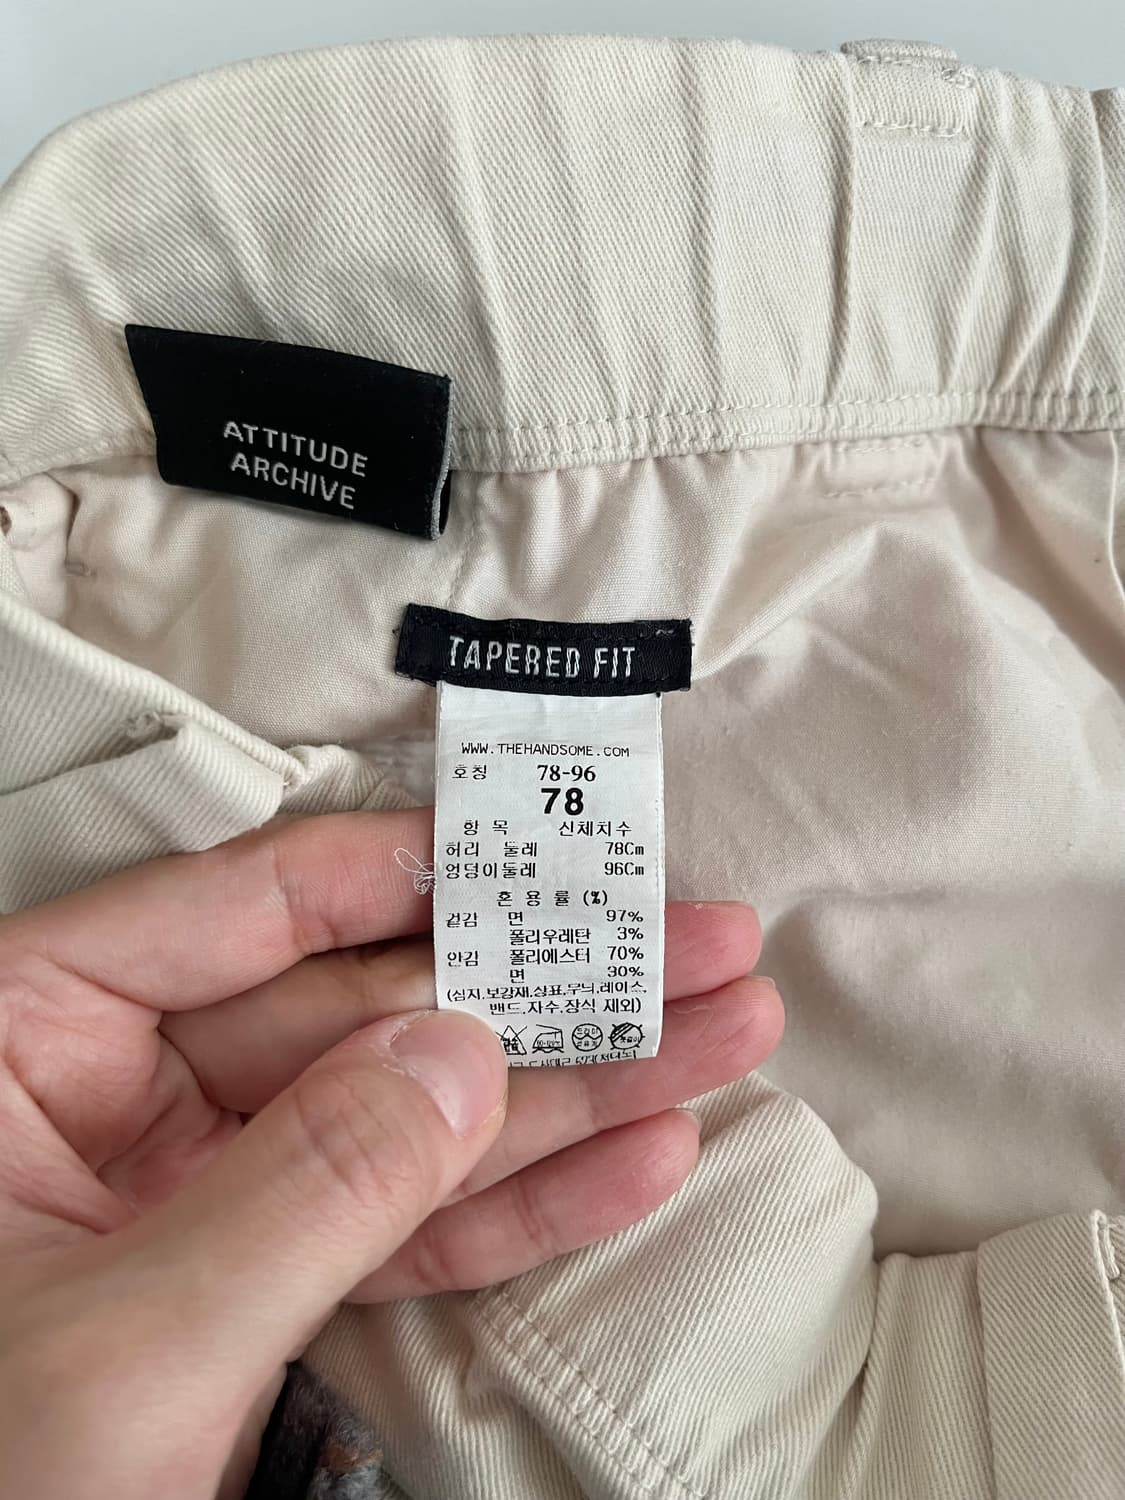 ATTITUDE
ARCHIVE
TAPERED FIT
WWW.THEHANDSOME.COM
호칭 78-96
78
항 목 신체치수
허리 둘레 78Cm
엉덩이둘레 96Cm
혼 용 률 (%)
겉감 면 97%
폴리우레탄 3%
안감 폴리에스터 70%
면 30%
(심지.보강재.상표.무늬.레이스.
밴드.자수.장식 제외)